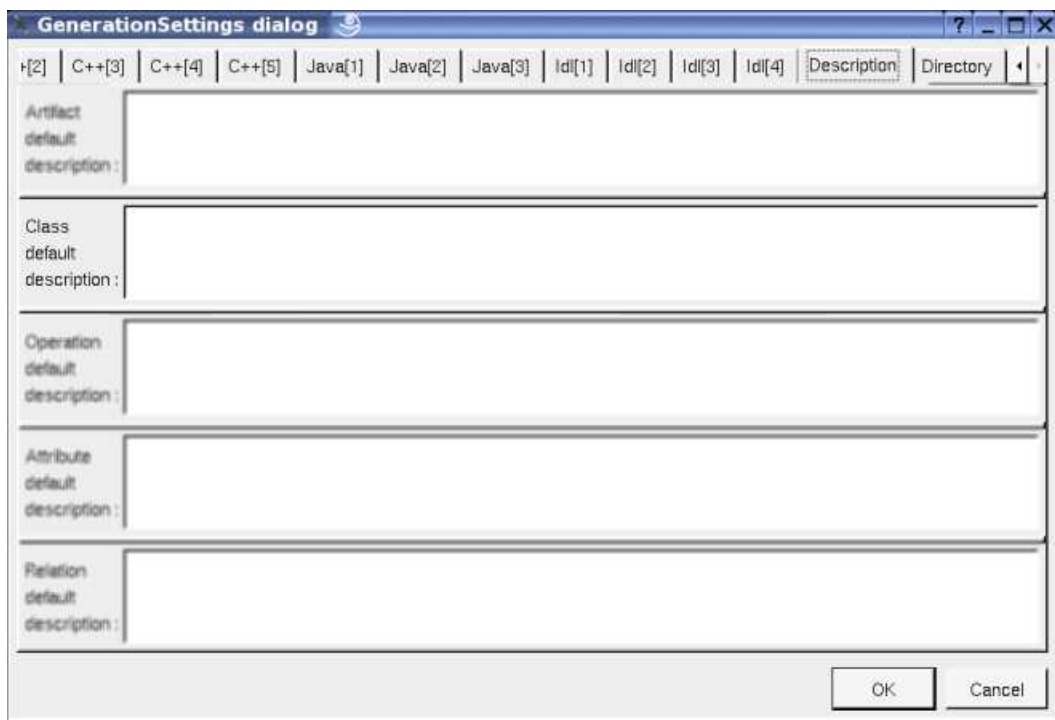 GenerationSettings dialog
+[2] C++[3] C++[4] C++[5] Java[1] Java[2] Java[3] Idl[1] Idl[2] Idl[3] Idl[4] Description Directory
Artifact
default
description :
Class
default
description :
Operation
default
description :
Attribute
default
description :
Relation
default
description :
OK Cancel